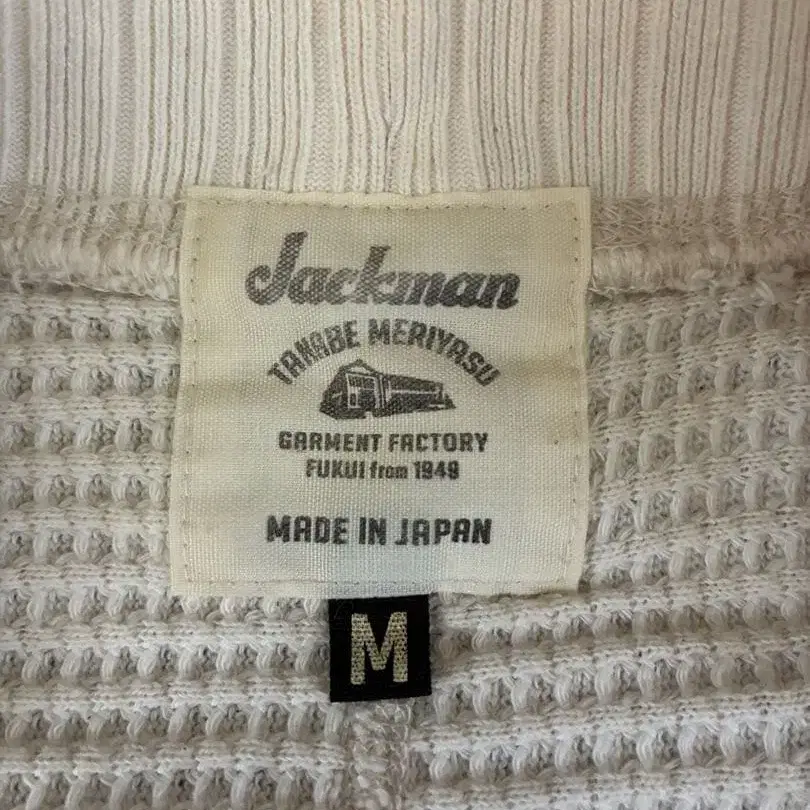 Jackman
TANABE MERIYASU
GARMENT FACTORY
FUKUI from 1949
MADE IN JAPAN
M